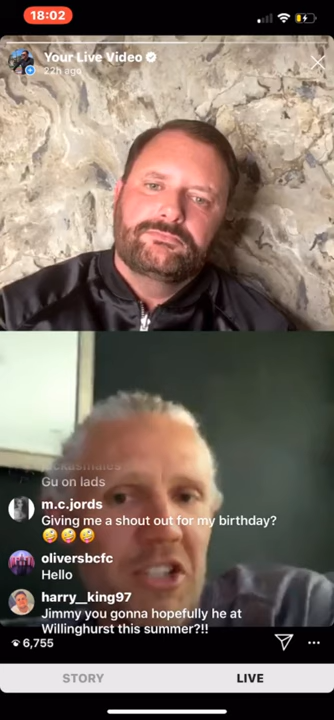 18:02
Your Live Video
22h ago
Gu on lads
m.c.jords
Giving me a shout out for my birthday?
🤪🤪🤪
oliversbcfc
Hello
harry__king97
Jimmy you gonna hopefully he at
Willinghurst this summer?!!
6,755
STORY
LIVE